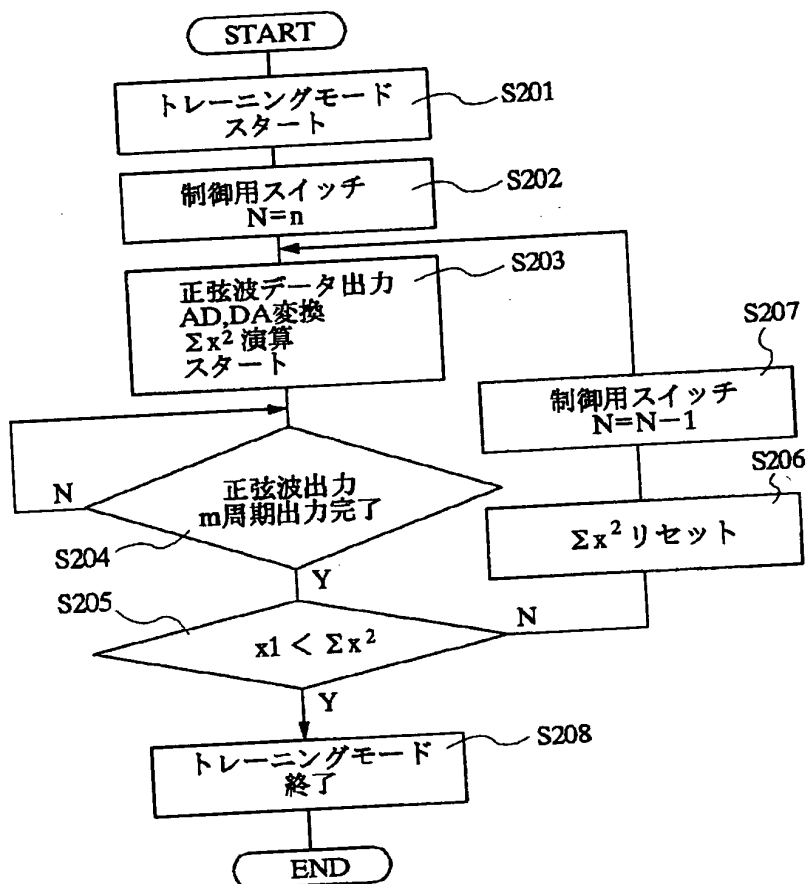 START
トレーニングモード
スタート
S201
制御用スイッチ
N=n
S202
正弦波データ出力
AD,DA変換
Σx² 演算
スタート
S203
制御用スイッチ
N=N−1
S207
正弦波出力
m周期出力完了
N
S204
Y
Σx² リセット
S206
x1 < Σx²
S205
N
Y
トレーニングモード
終了
S208
END